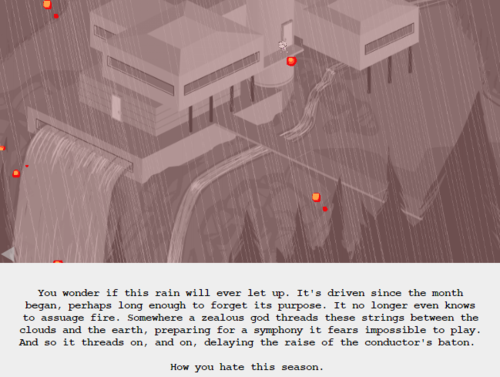 You wonder if this rain will ever let up. It's driven since the month
began, perhaps long enough to forget its purpose. It no longer even knows
to assuage fire. Somewhere a zealous god threads these strings between the
clouds and the earth, preparing for a symphony it fears impossible to play.
And so it threads on, and on, delaying the raise of the conductor's baton.
How you hate this season.